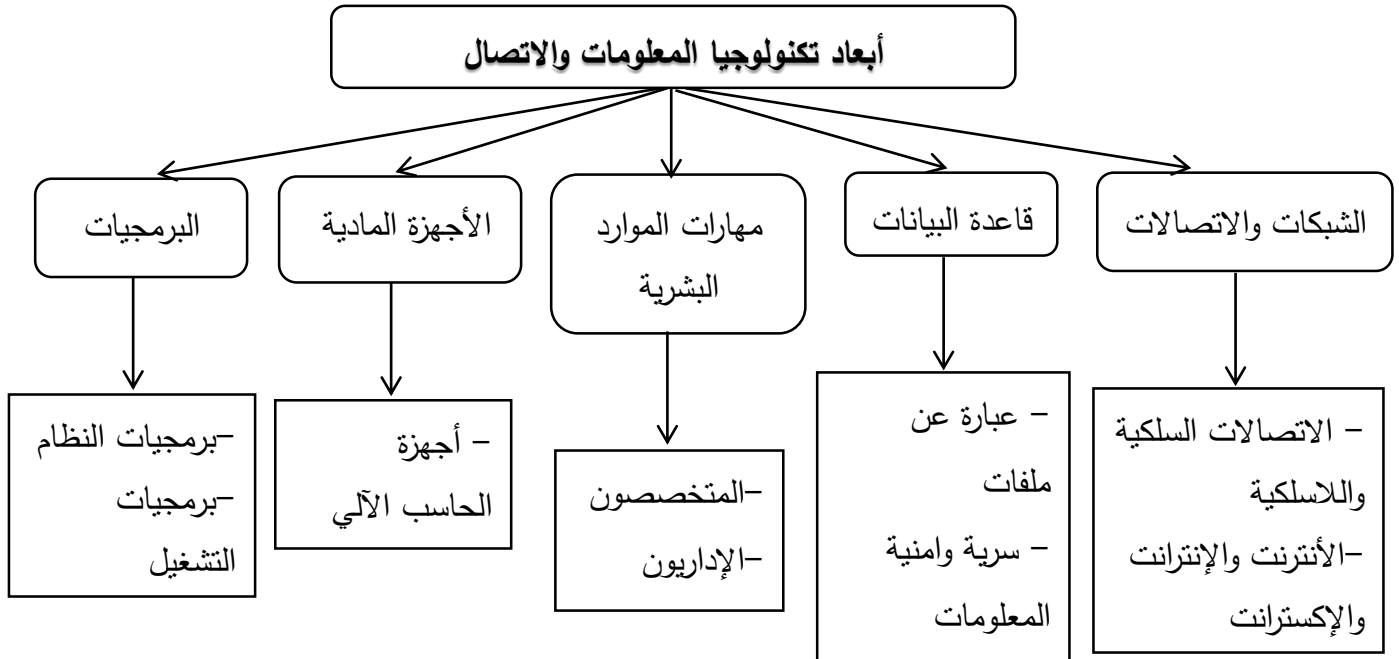 أبعاد تكنولوجيا المعلومات والاتصال
الشبكات والاتصالات
قاعدة البيانات
مهارات الموارد
البشرية
الأجهزة المادية
البرمجيات
- الاتصالات السلكية
واللاسلكية
-الأنترنت والإنترانت
والإكسترانت
- عبارة عن
ملفات
- سرية وامنية
المعلومات
-المتخصصون
-الإداريون
- أجهزة
الحاسب الآلي
-برمجيات النظام
-برمجيات
التشغيل